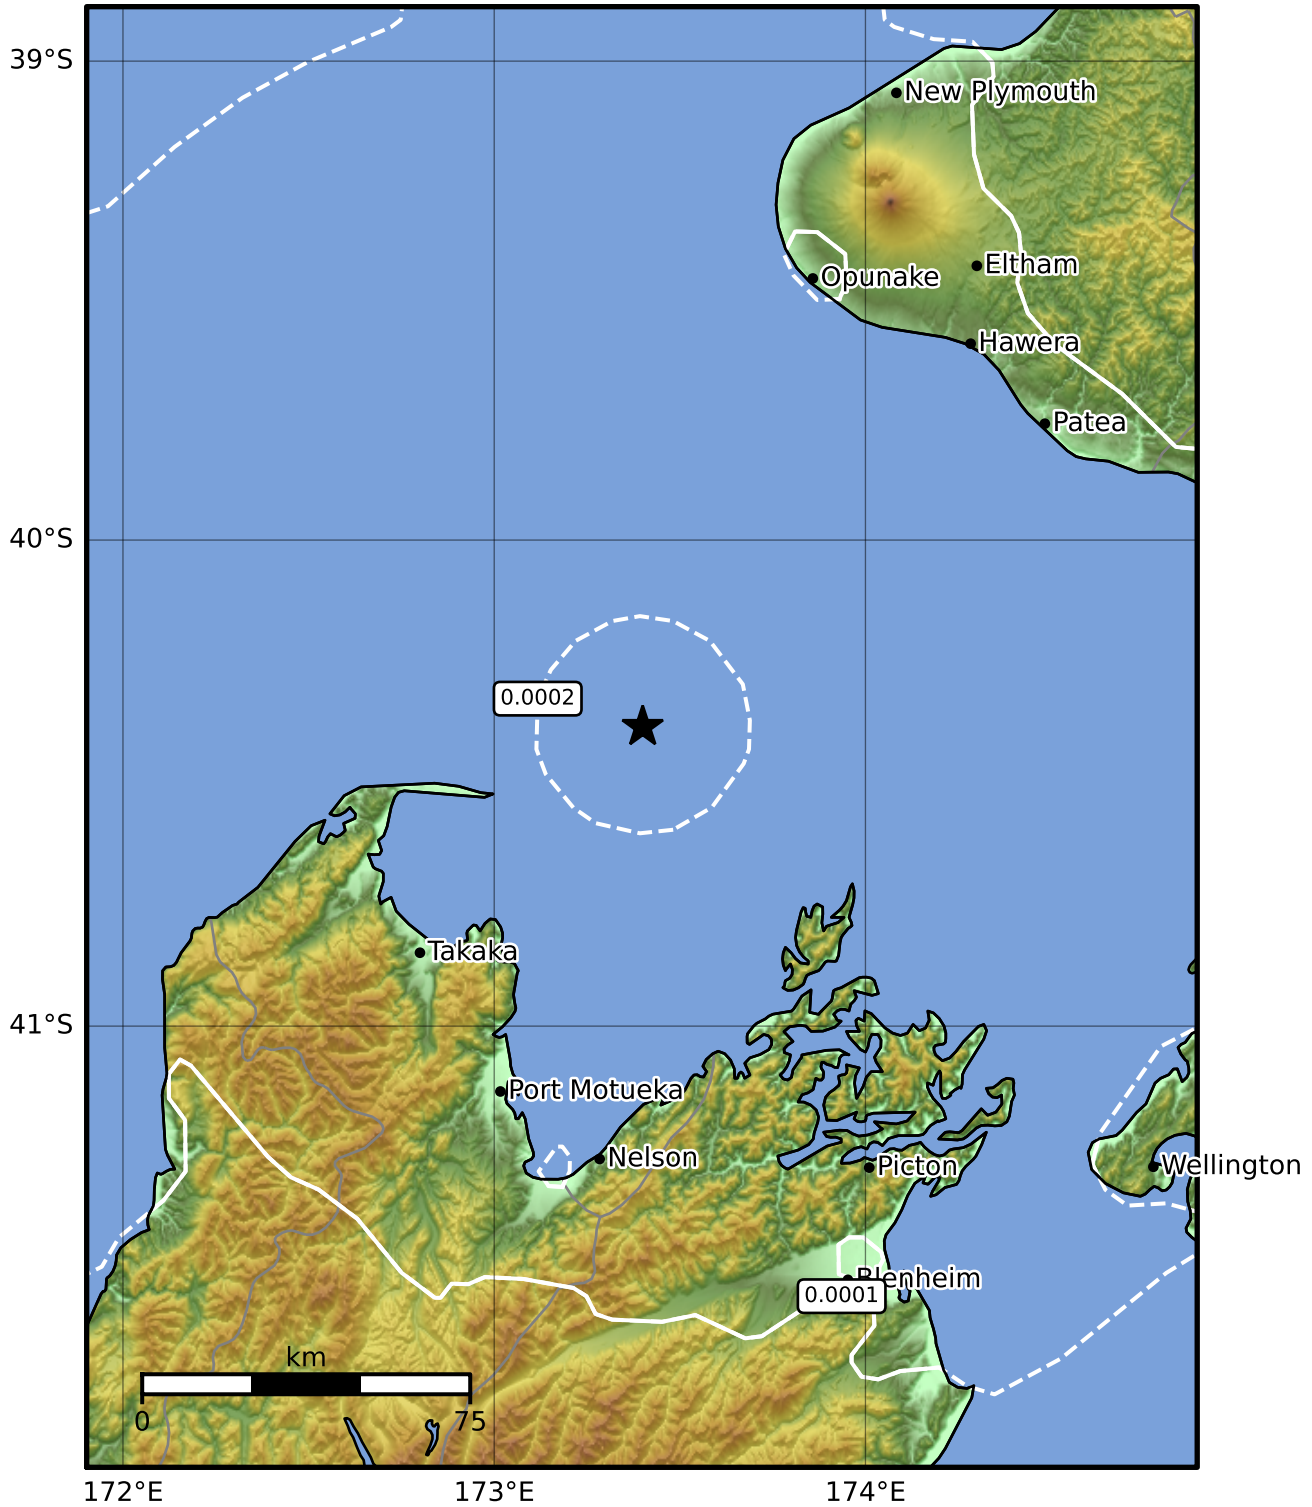 39°S
New Plymouth
Eltham
Opunake
Hawera
Patea
40°S
0.0002
Takaka
41°S
Port Motueka
Nelson
Picton
Wellington
Blenheim
0.0001
km
0 75
172°E 173°E 174°E